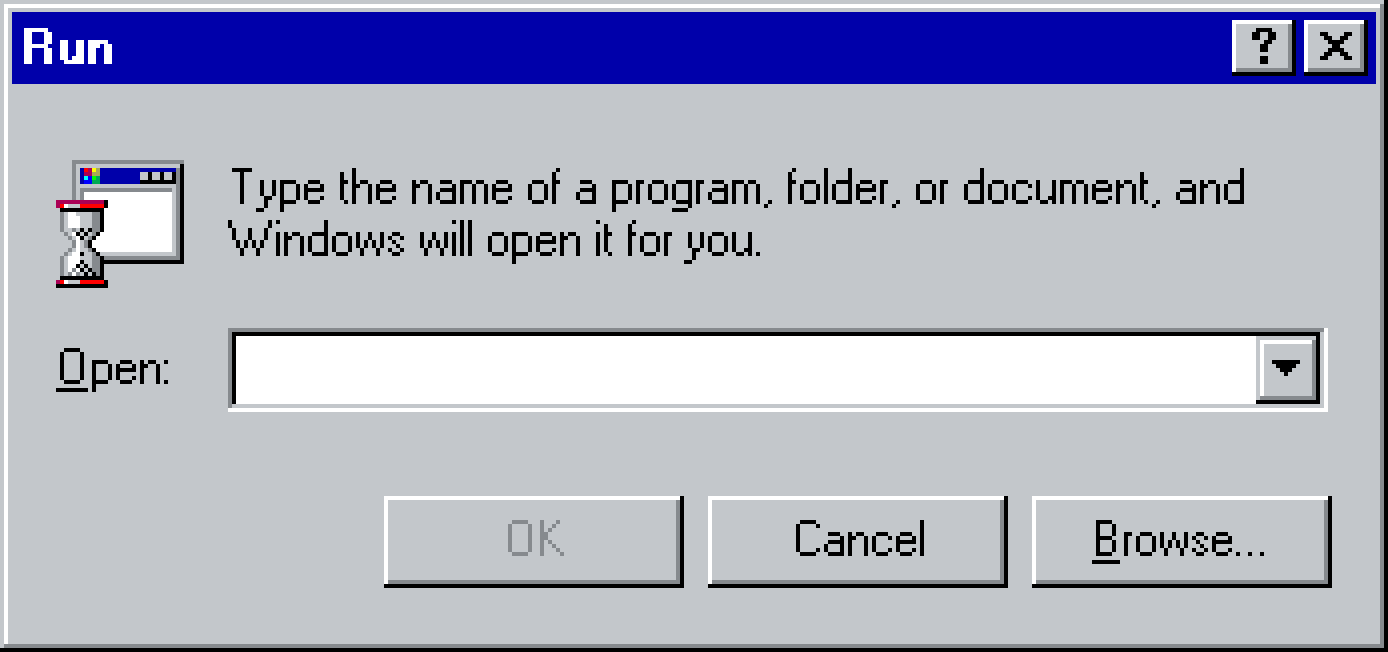 Run
Type the name of a program, folder, or document, and
Windows will open it for you.
Open:
OK
Cancel
Browse...